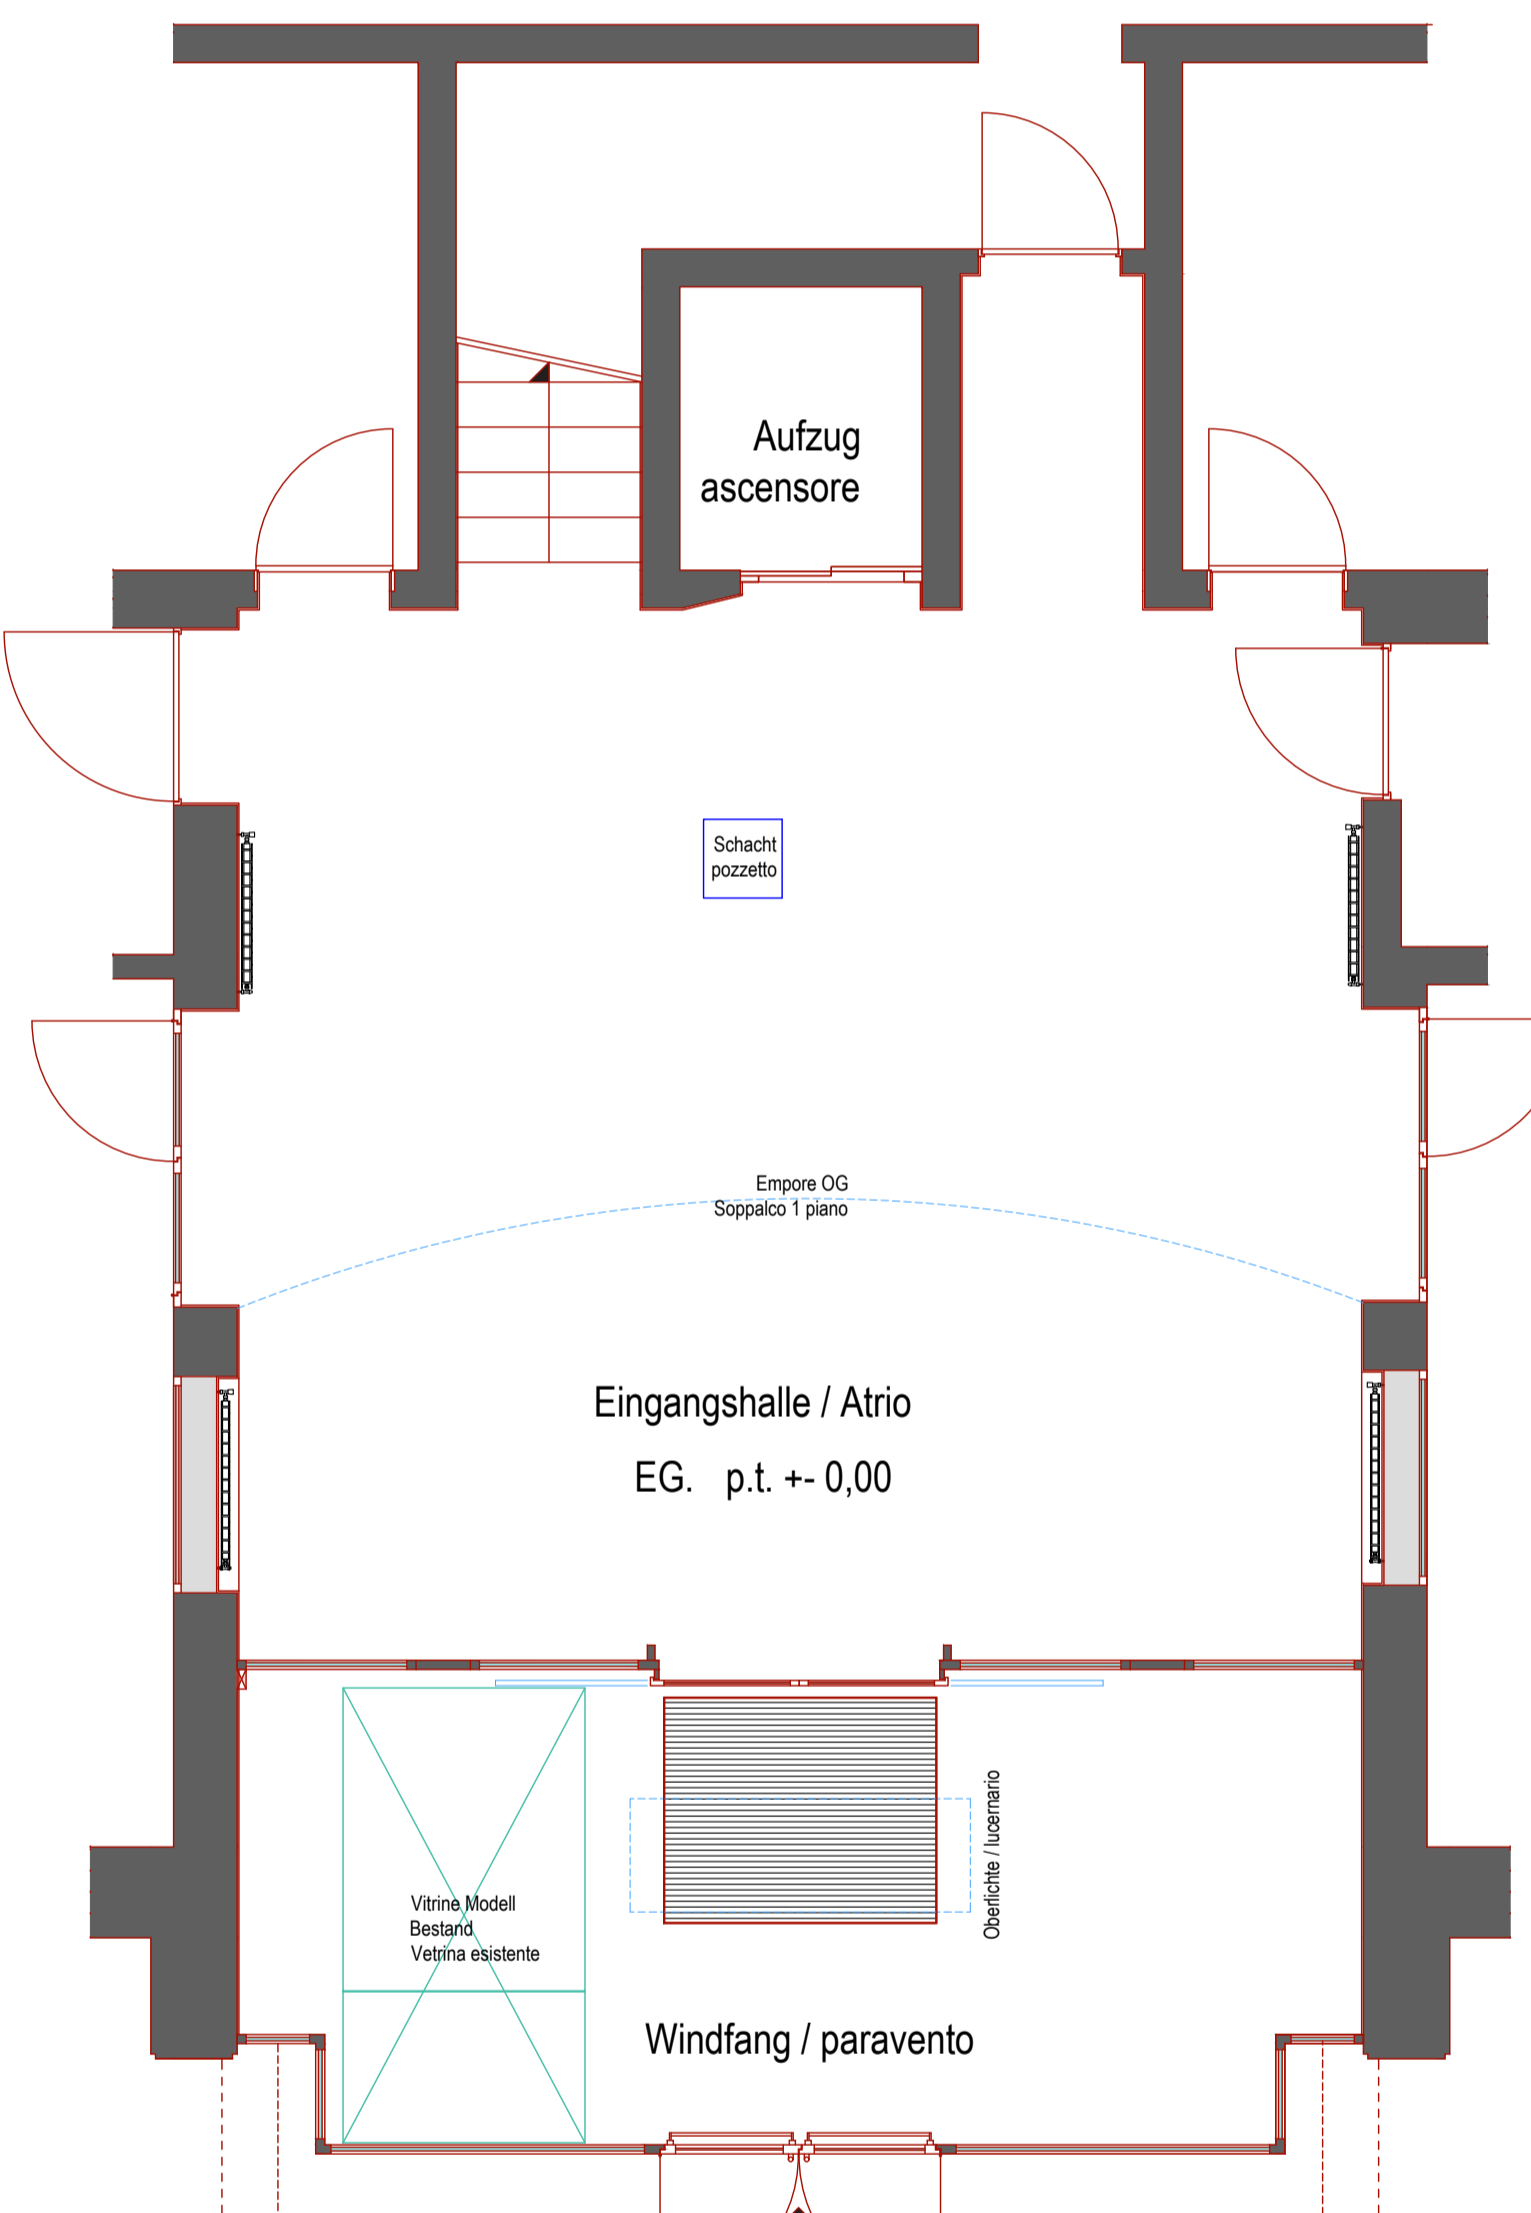 Aufzug
ascensore
Schacht
pozzetto
Empore OG
Soppalco 1 piano
Eingangshalle / Atrio
EG. p.t. +- 0,00
Oberlichte / lucernario
Vitrine Modell
Bestand
Vetrina esistente
Windfang / paravento